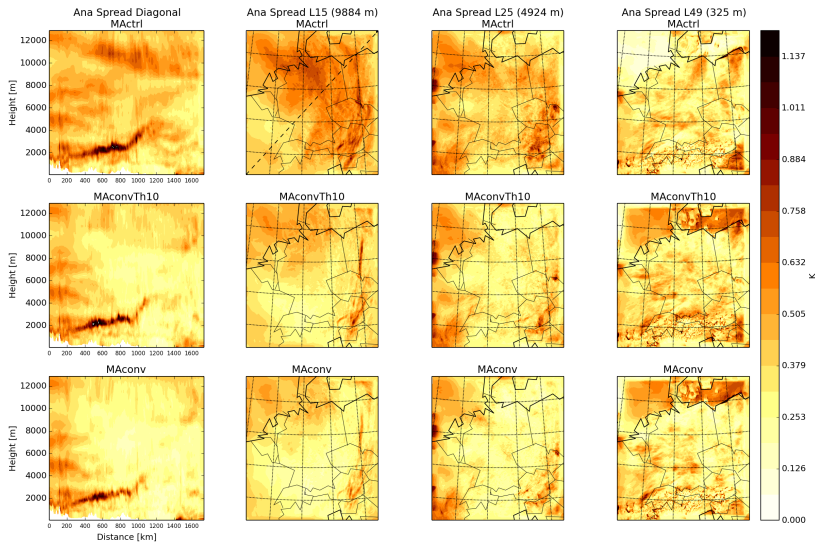 Ana Spread Diagonal
MActrl
Ana Spread L15 (9884 m)
MActrl
Ana Spread L25 (4924 m)
MActrl
Ana Spread L49 (325 m)
MActrl
Height [m]
12000
10000
8000
6000
4000
2000
0 200 400 600 800 1000 1200 1400 1600
MAconvTh10
MAconvTh10
MAconvTh10
MAconvTh10
Height [m]
12000
10000
8000
6000
4000
2000
0 200 400 600 800 1000 1200 1400 1600
MAconv
MAconv
MAconv
MAconv
Height [m]
12000
10000
8000
6000
4000
2000
0 200 400 600 800 1000 1200 1400 1600
Distance [km]
1.137
1.011
0.884
0.758
0.632
0.505
0.379
0.253
0.126
0.000
K